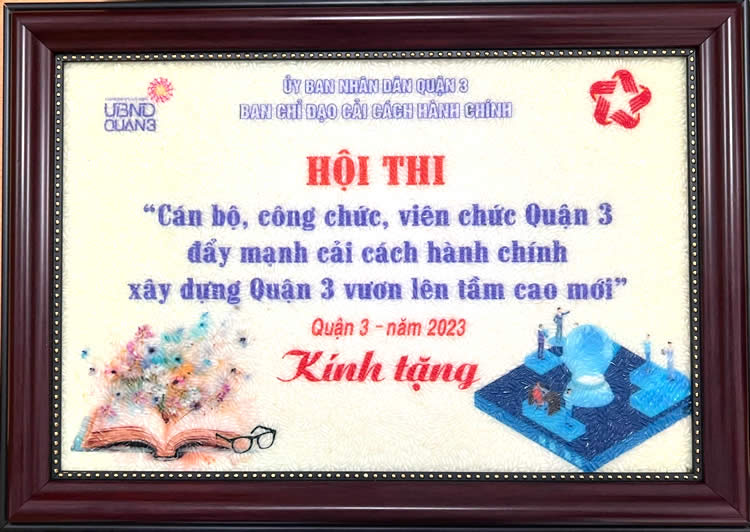 ỦY BAN NHÂN DÂN QUẬN 3
BAN CHỈ ĐẠO CẢI CÁCH HÀNH CHÍNH
UBND
QUẬN 3
HỘI THI
“Cán bộ, công chức, viên chức Quận 3
đẩy mạnh cải cách hành chính
xây dựng Quận 3 vươn lên tầm cao mới”
Quận 3 - năm 2023
Kính tặng